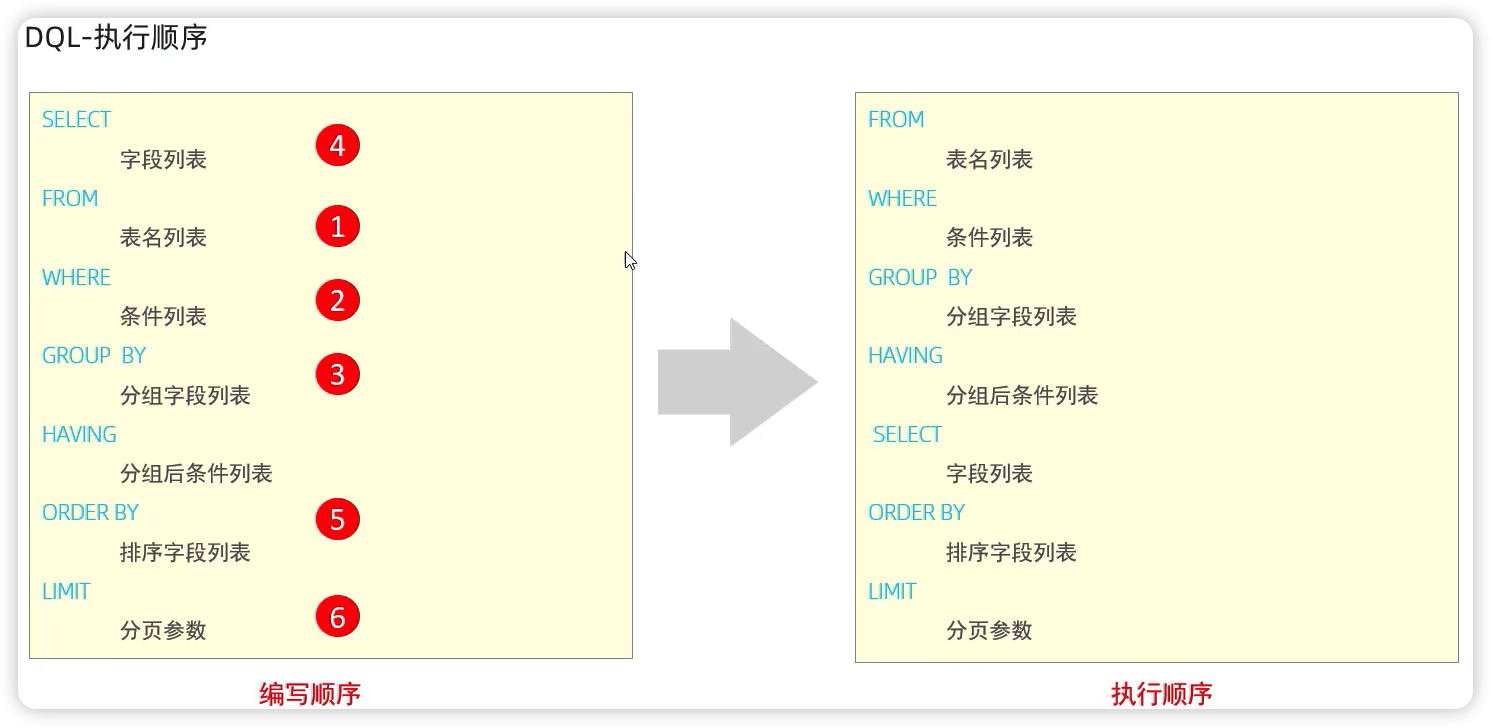 DQL-执行顺序
SELECT
字段列表
4
FROM
表名列表
1
WHERE
条件列表
2
GROUP BY
分组字段列表
3
HAVING
分组后条件列表
ORDER BY
排序字段列表
5
LIMIT
分页参数
6
编写顺序
FROM
表名列表
WHERE
条件列表
GROUP BY
分组字段列表
HAVING
分组后条件列表
SELECT
字段列表
ORDER BY
排序字段列表
LIMIT
分页参数
执行顺序